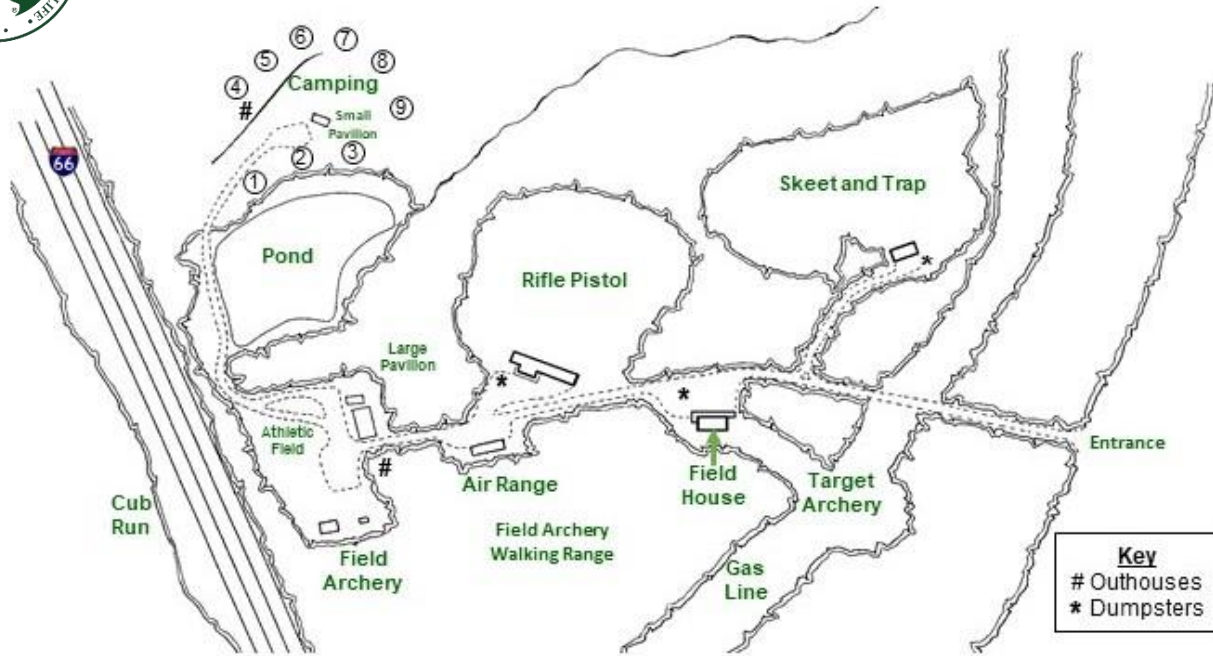 LIFE •
⑥
⑦
⑤
⑧
④
Camping
#
⑨
Small
Pavilion
②
③
①
66
Pond
Skeet and Trap
*
Rifle Pistol
Large
Pavilion
*
*
Athletic
Field
#
Entrance
Air Range
Field
House
Target
Archery
Cub
Run
Field Archery
Walking Range
Field
Archery
Gas
Line
Key
# Outhouses
* Dumpsters